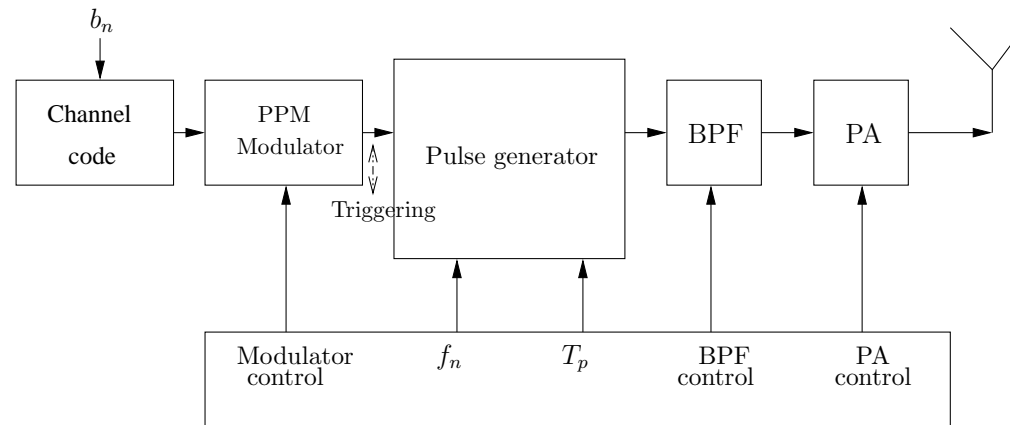 b_n
Channel
code
PPM
Modulator
Triggering
Pulse generator
BPF
PA
Modulator
control
f_n
T_p
BPF
control
PA
control